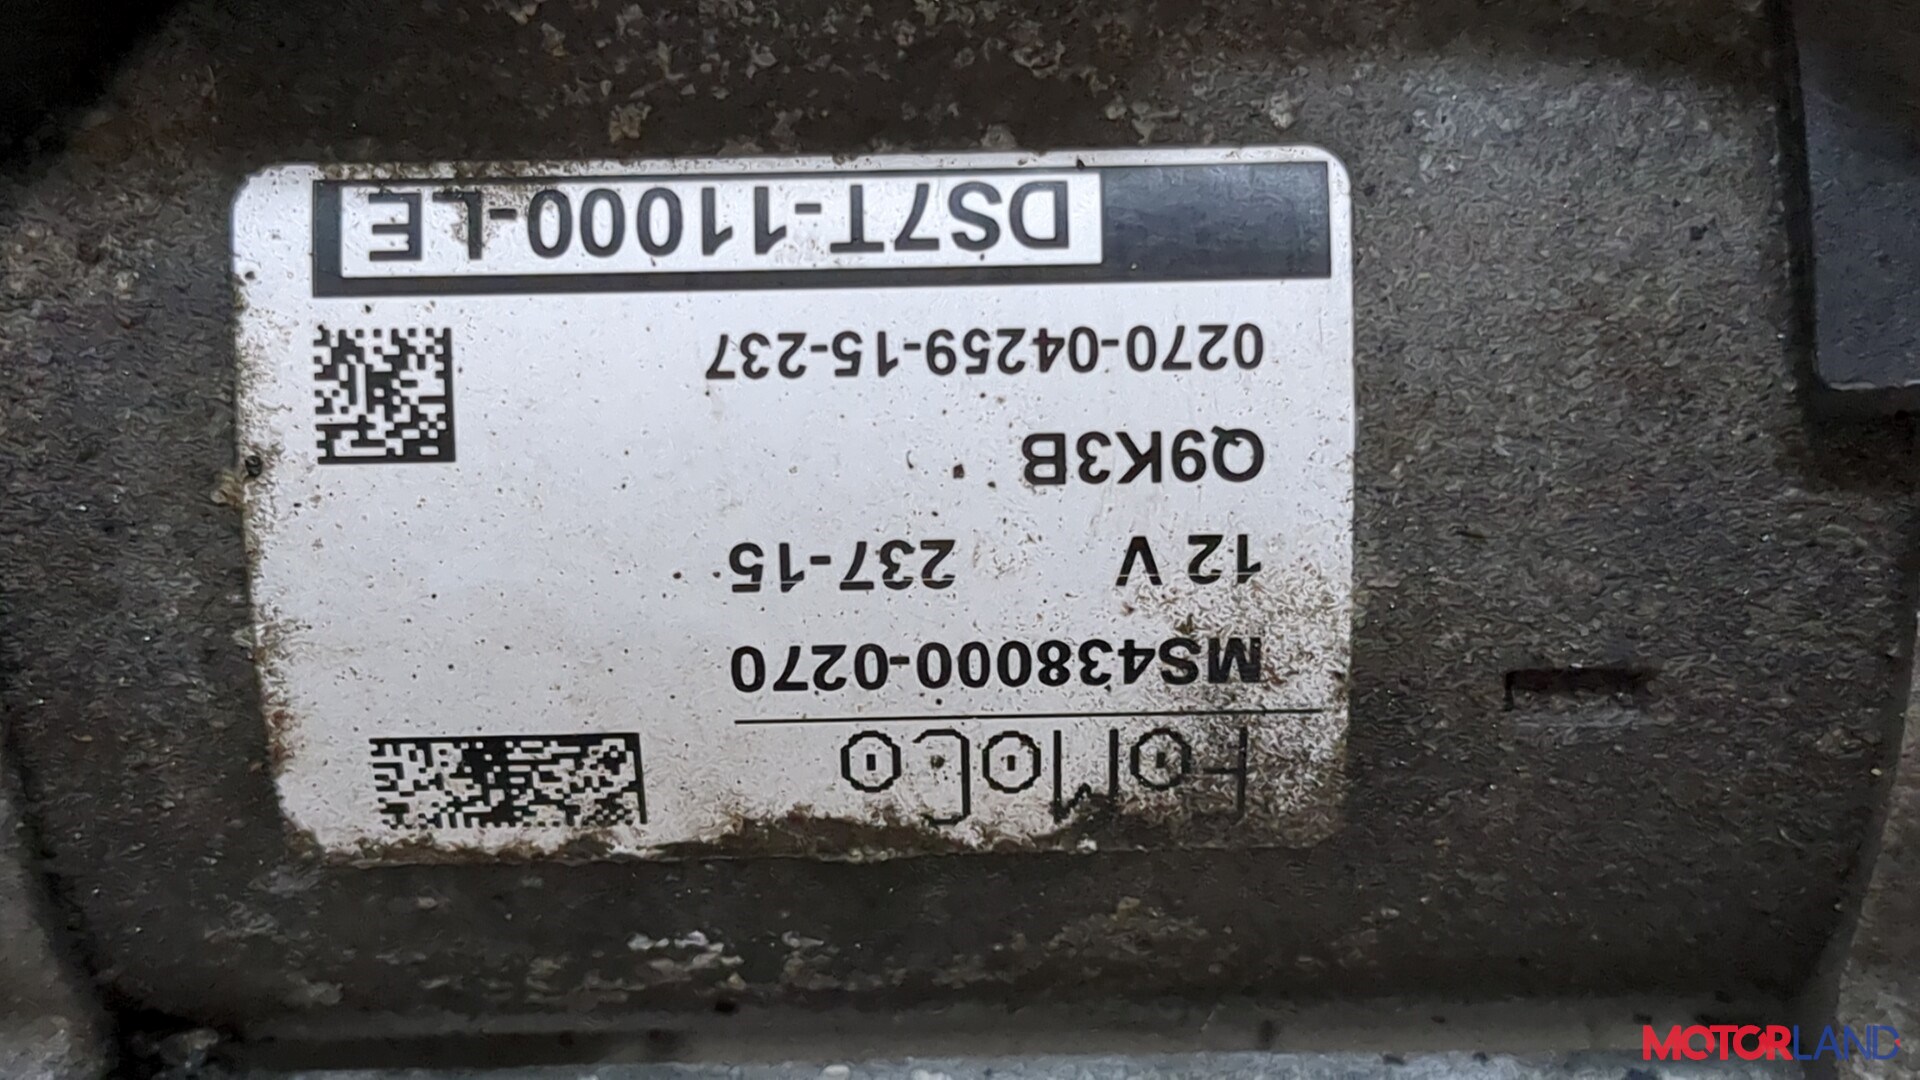 FoMoCo
MS438000-0270
12 V 237-15
Q9K3B
0270-04259-15-237
DS7T-11000-LE
MOTORLAND